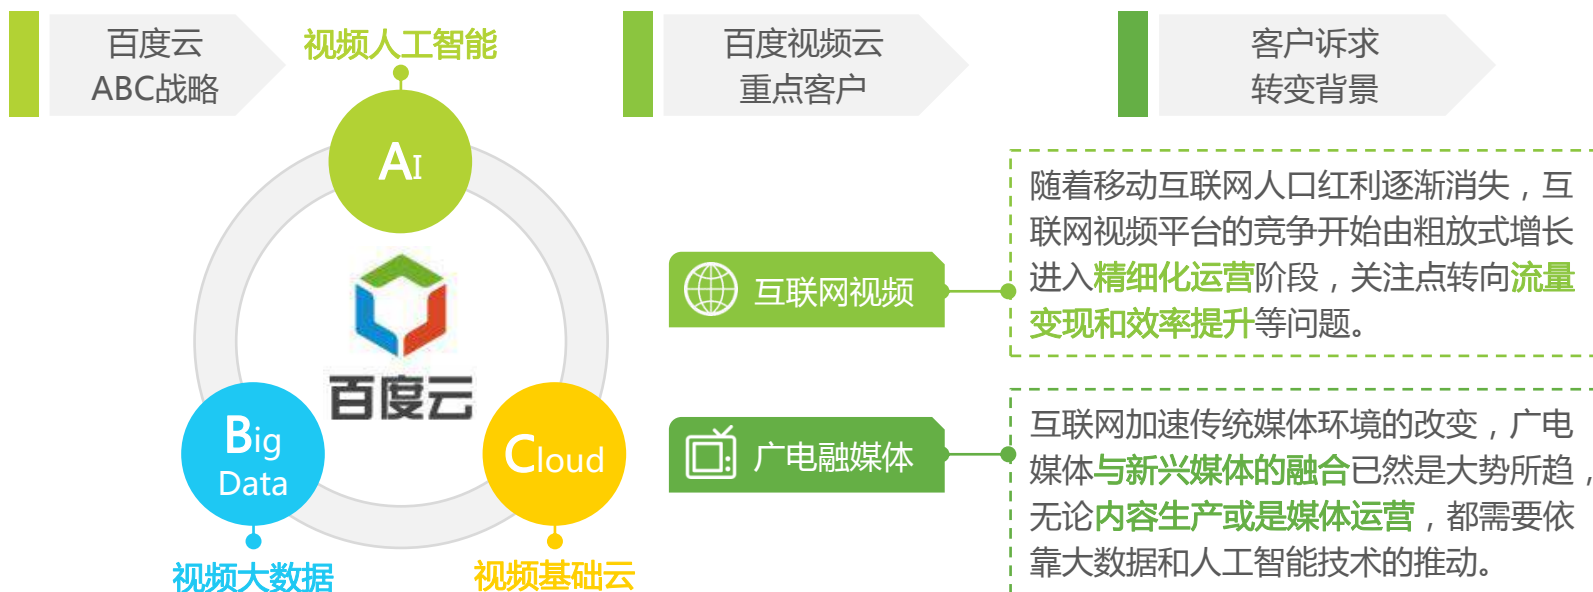 百度云
ABC战略
视频人工智能
AI
百度云
Big
Data
Cloud
视频大数据
视频基础云
百度视频云
重点客户
互联网视频
广电融媒体
客户诉求
转变背景
随着移动互联网人口红利逐渐消失，互
联网视频平台的竞争开始由粗放式增长
进入精细化运营阶段，关注点转向流量
变现和效率提升等问题。
互联网加速传统媒体环境的改变，广电
媒体与新兴媒体的融合已然是大势所趋，
无论内容生产或是媒体运营，都需要依
靠大数据和人工智能技术的推动。